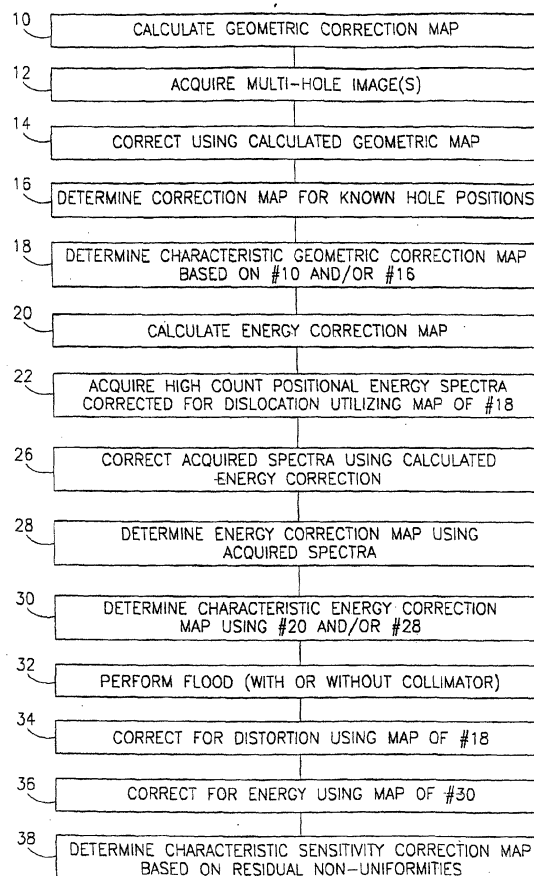 10
CALCULATE GEOMETRIC CORRECTION MAP
12
ACQUIRE MULTI-HOLE IMAGE(S)
14
CORRECT USING CALCULATED GEOMETRIC MAP
16
DETERMINE CORRECTION MAP FOR KNOWN HOLE POSITIONS
18
DETERMINE CHARACTERISTIC GEOMETRIC CORRECTION MAP
BASED ON #10 AND/OR #16
20
CALCULATE ENERGY CORRECTION MAP
22
ACQUIRE HIGH COUNT POSITIONAL ENERGY SPECTRA
CORRECTED FOR DISLOCATION UTILIZING MAP OF #18
26
CORRECT ACQUIRED SPECTRA USING CALCULATED
ENERGY CORRECTION
28
DETERMINE ENERGY CORRECTION MAP USING
ACQUIRED SPECTRA
30
DETERMINE CHARACTERISTIC ENERGY CORRECTION
MAP USING #20 AND/OR #28
32
PERFORM FLOOD (WITH OR WITHOUT COLLIMATOR)
34
CORRECT FOR DISTORTION USING MAP OF #18
36
CORRECT FOR ENERGY USING MAP OF #30
38
DETERMINE CHARACTERISTIC SENSITIVITY CORRECTION MAP
BASED ON RESIDUAL NON-UNIFORMITIES